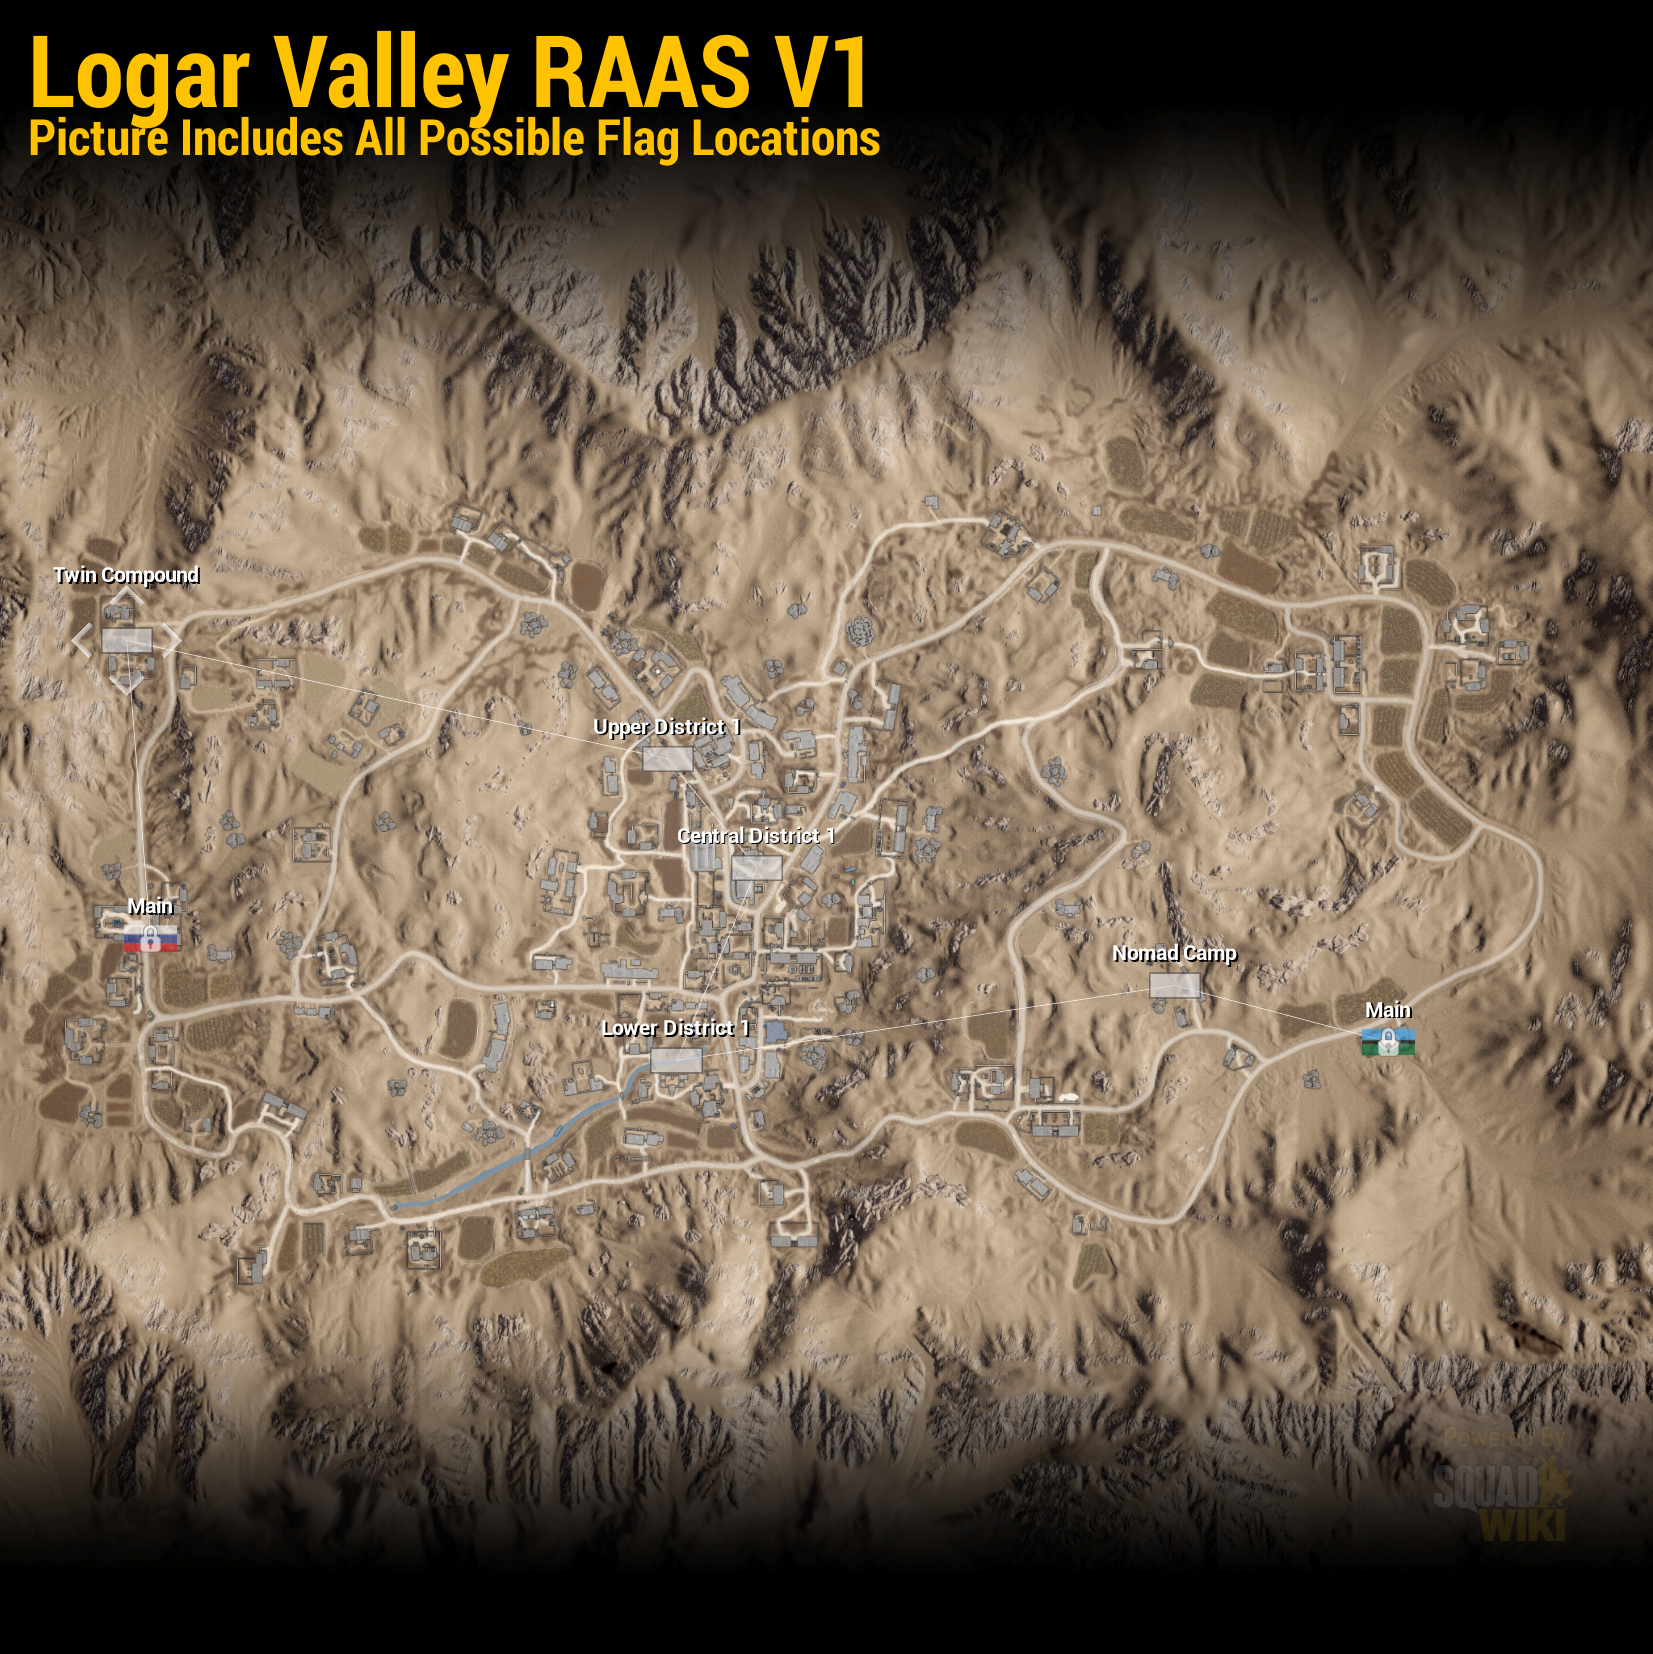 Logar Valley RAAS V1
Picture Includes All Possible Flag Locations
Twin Compound
Upper District 1
Central District 1
Main
Nomad Camp
Main
Lower District 1
Powered By
SQUAD
WIKI